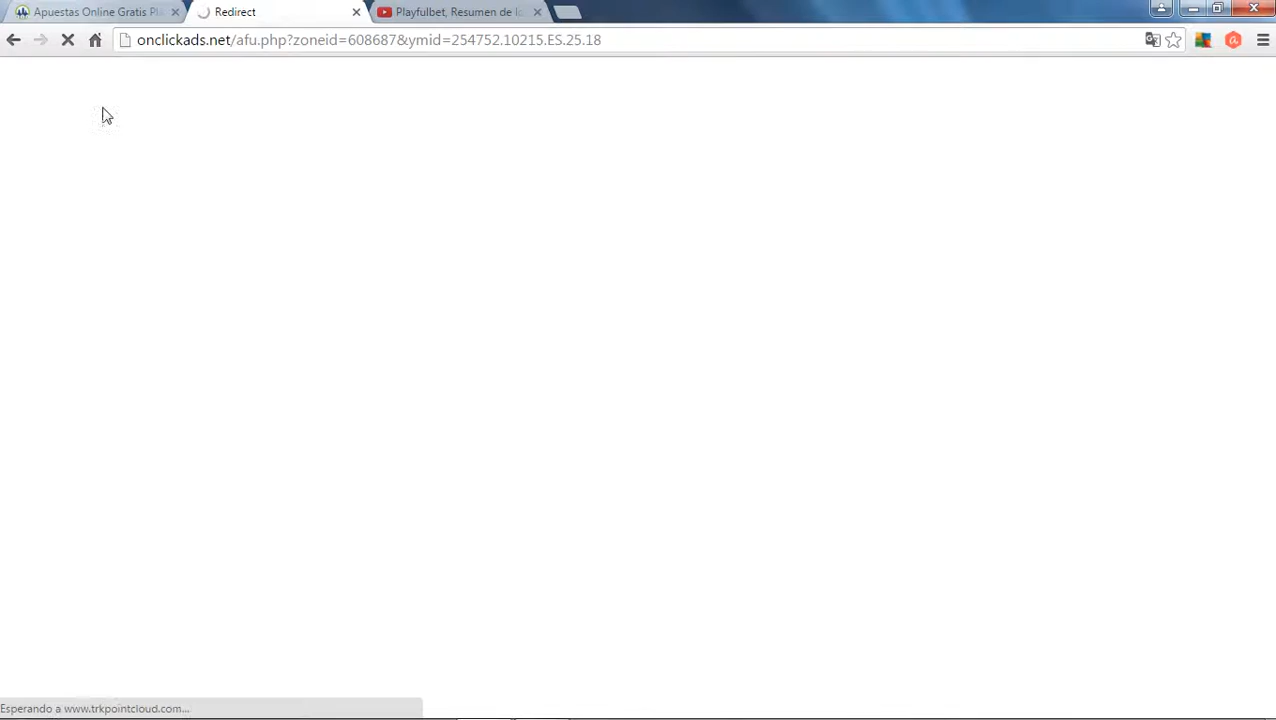 Apuestas Online Gratis Pl
Redirect
Playfulbet, Resumen de l
onclickads.net/afu.php?zoneid=608687&ymid=254752.10215.ES.25.18
Esperando a www.trkpointcloud.com...